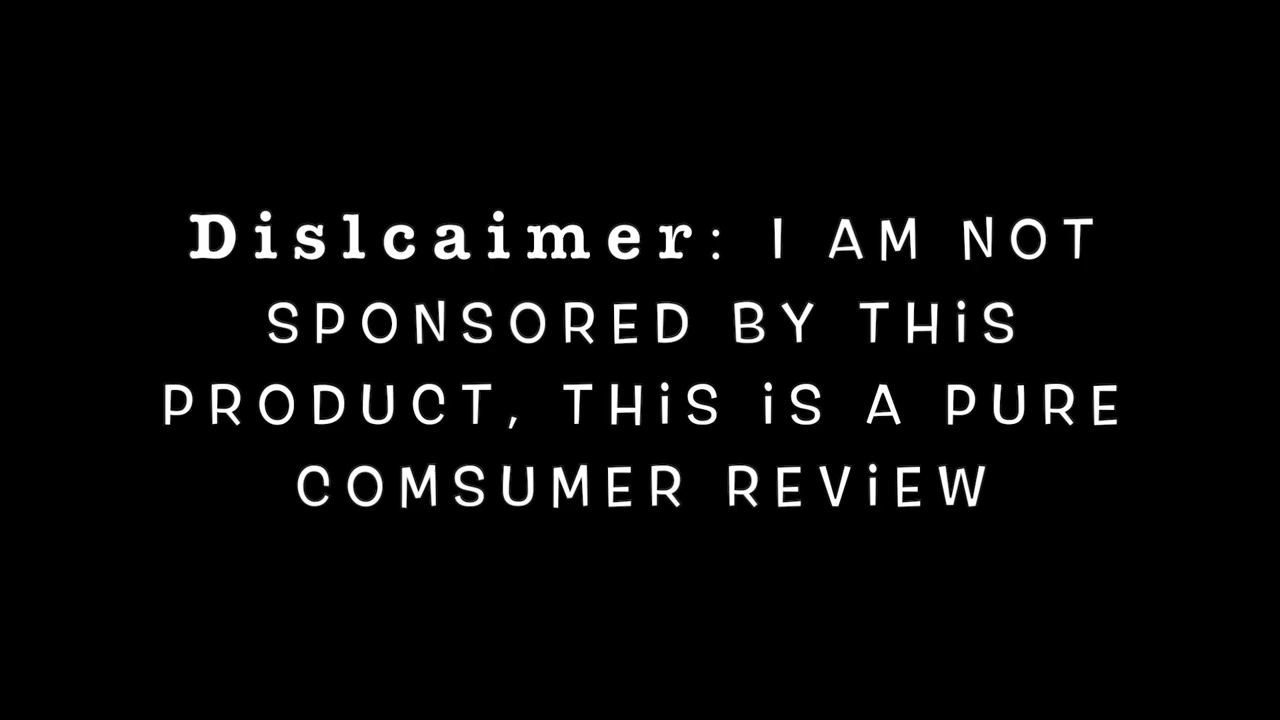 Dislcaimer: I AM NOT
SPONSORED BY THiS
PRODUCT, THiS iS A PURE
COMSUMER REViEW